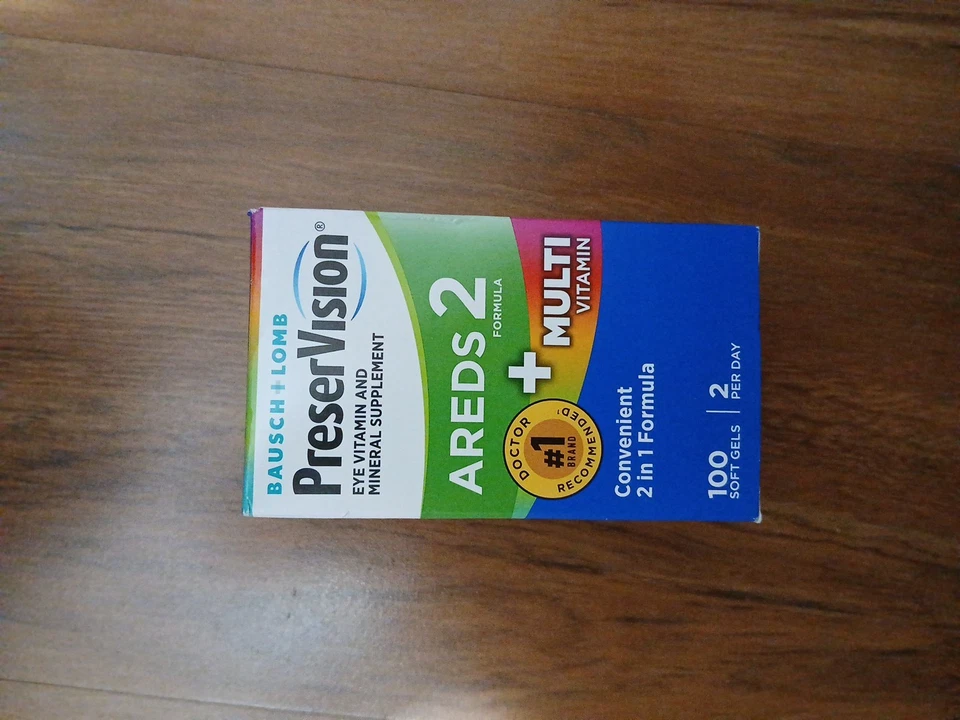 BAUSCH + LOMB
PreserVision®
EYE VITAMIN AND
MINERAL SUPPLEMENT
AREDS 2
FORMULA
+ MULTI
VITAMIN
DOCTOR
#1
BRAND
RECOMMENDED†
Convenient
2 in 1 Formula
100 | 2
SOFT GELS | PER DAY